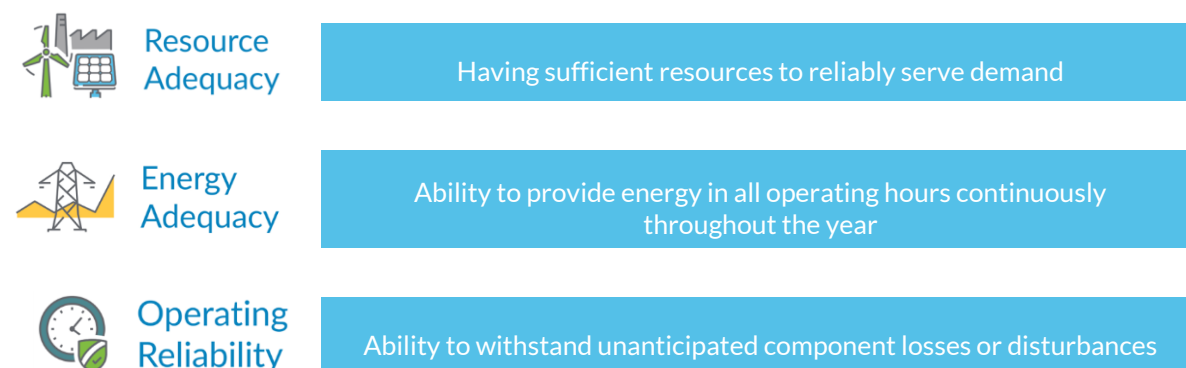 Resource
Adequacy
Having sufficient resources to reliably serve demand
Energy
Adequacy
Ability to provide energy in all operating hours continuously
throughout the year
Operating
Reliability
Ability to withstand unanticipated component losses or disturbances